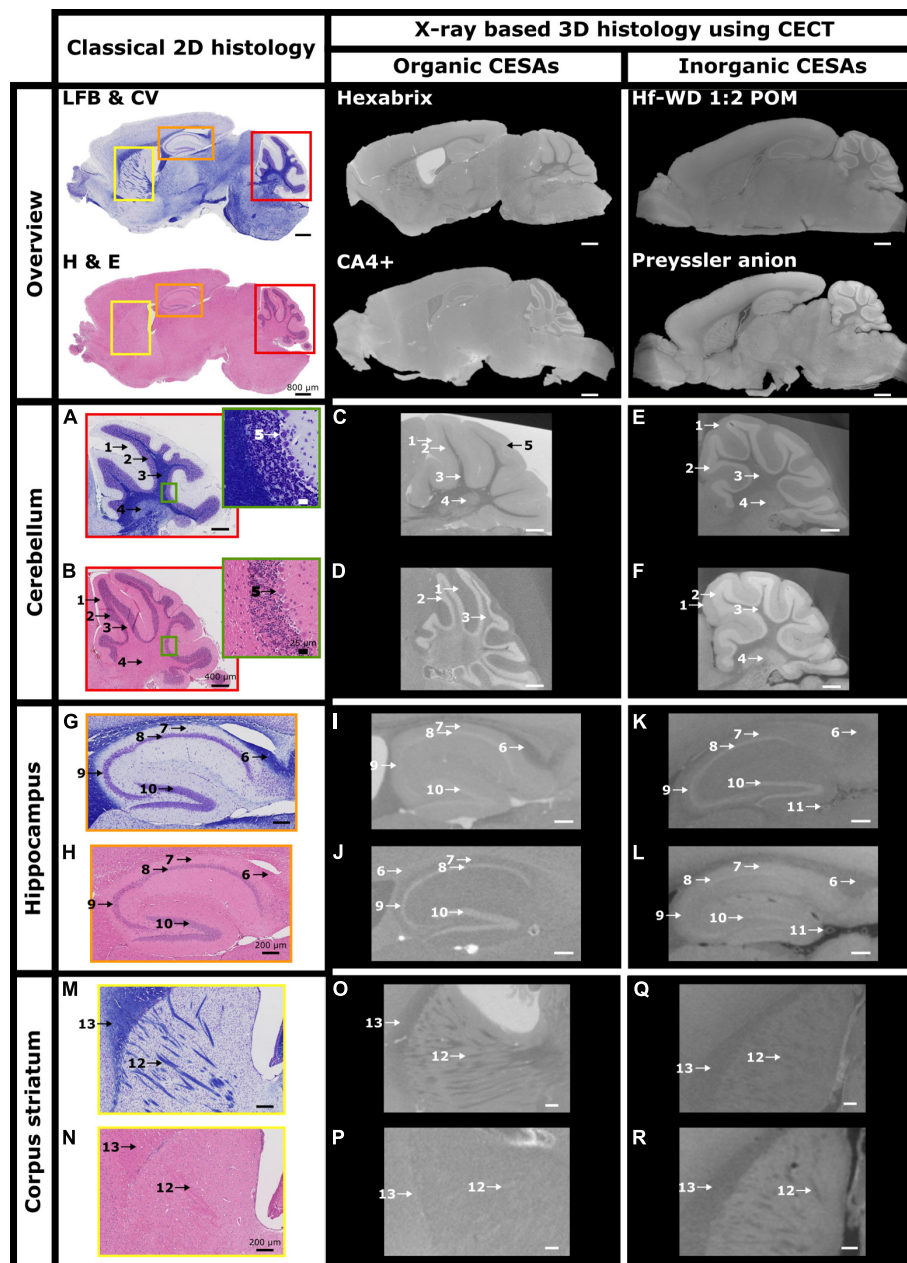 Classical 2D histology
X-ray based 3D histology using CECT
Organic CESAs
Inorganic CESAs
Overview
LFB & CV
Hexabrix
Hf-WD 1:2 POM
H & E
800 µm
CA4+
Preyssler anion
Cerebellum
A
1
2
3
4
5
C
1
2
3
4
5
E
1
2
3
4
B
1
2
3
4
5
25 µm
400 µm
D
1
2
3
F
2
1
3
4
Hippocampus
G
7
8
6
9
10
I
7
8
6
9
10
K
7
6
8
9
10
11
H
7
8
6
9
10
200 µm
J
7
6
8
9
10
L
7
6
8
9
10
11
Corpus striatum
M
13
12
O
13
12
Q
12
13
N
13
12
200 µm
P
12
13
R
13
12